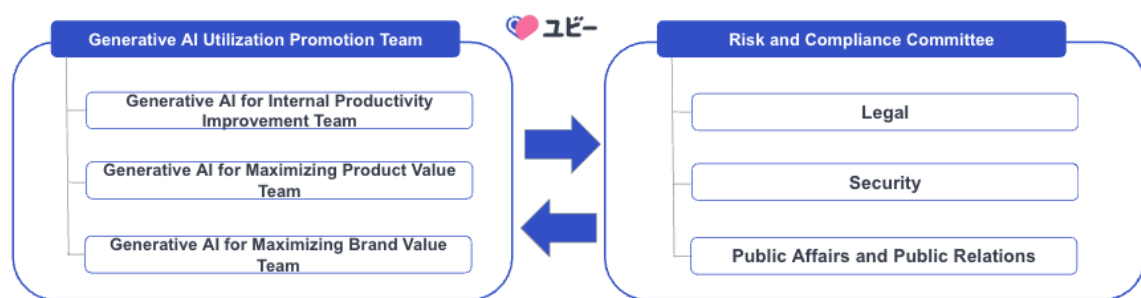 Generative AI Utilization Promotion Team
ユビー
Risk and Compliance Committee
Generative AI for Internal Productivity
Improvement Team
Generative AI for Maximizing Product Value
Team
Generative AI for Maximizing Brand Value
Team
Legal
Security
Public Affairs and Public Relations